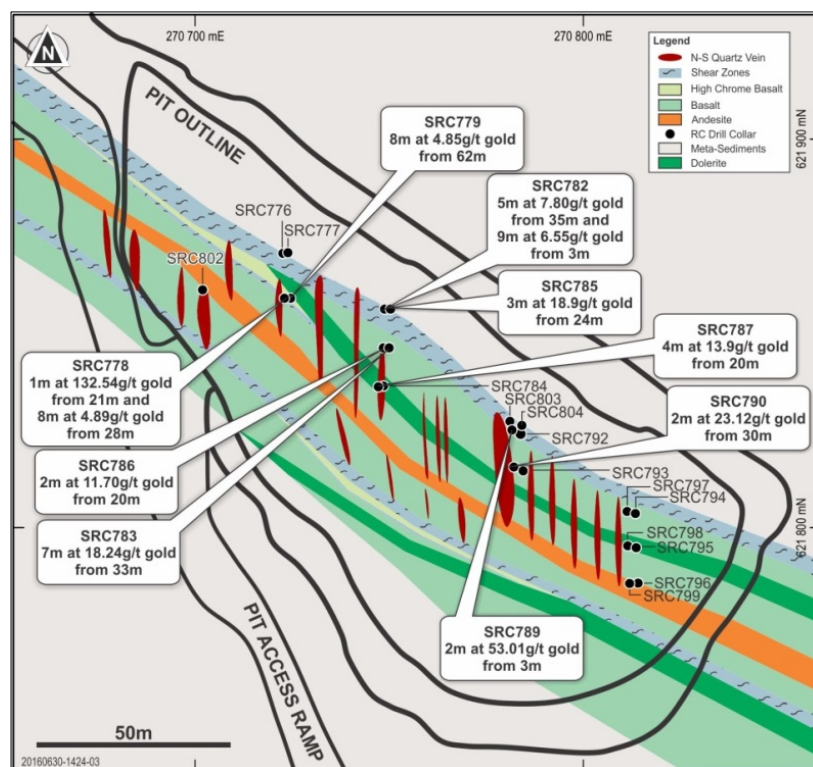 270 700 mE
270 800 mE
N
Legend
N-S Quartz Vein
Shear Zones
High Chrome Basalt
Basalt
Andesite
RC Drill Collar
Meta-Sediments
Dolerite
621 900 mN
PIT OUTLINE
SRC779
8m at 4.85g/t gold
from 62m
SRC782
5m at 7.80g/t gold
from 35m and
9m at 6.55g/t gold
from 3m
SRC776
SRC777
SRC802
SRC785
3m at 18.9g/t gold
from 24m
SRC787
4m at 13.9g/t gold
from 20m
SRC778
1m at 132.54g/t gold
from 21m and
8m at 4.89g/t gold
from 28m
SRC784
SRC803
SRC804
SRC792
SRC790
2m at 23.12g/t gold
from 30m
SRC786
2m at 11.70g/t gold
from 20m
SRC793
SRC797
SRC794
SRC783
7m at 18.24g/t gold
from 33m
SRC798
SRC795
621 800 mN
SRC796
SRC799
SRC789
2m at 53.01g/t gold
from 3m
PIT ACCESS RAMP
50m
20160630-1424-03